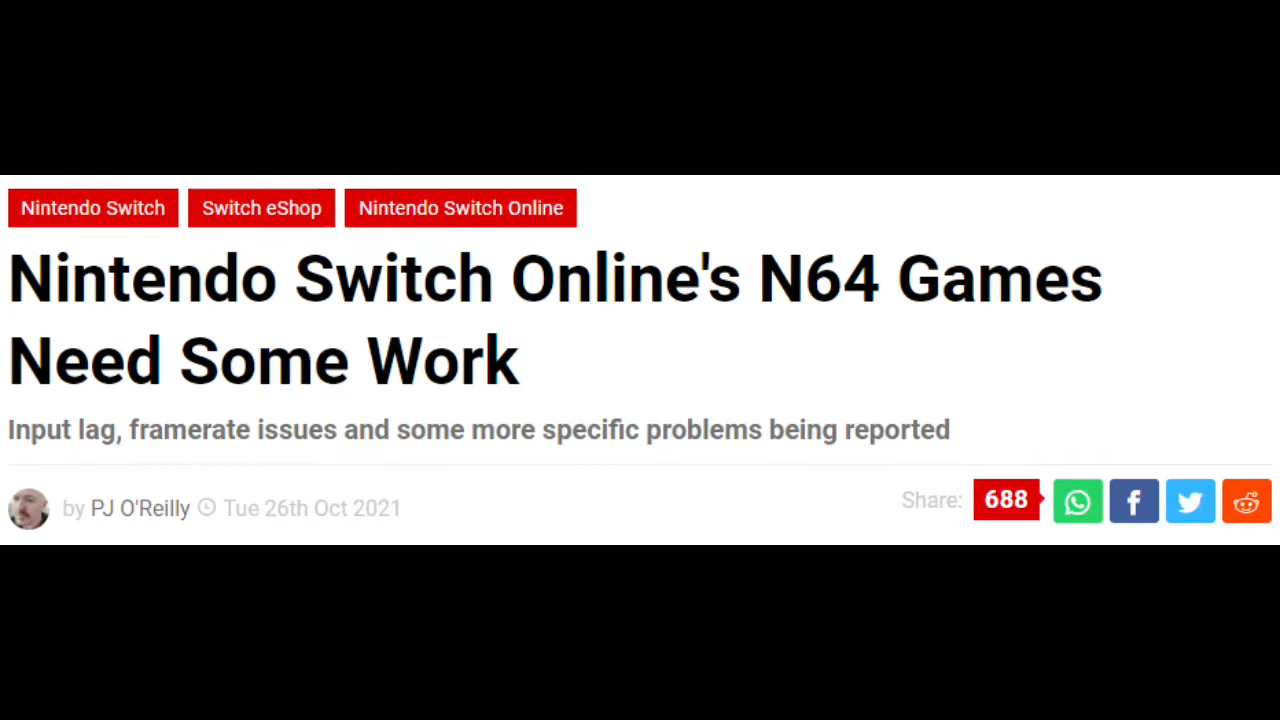 Nintendo Switch Switch eShop Nintendo Switch Online
Nintendo Switch Online's N64 Games
Need Some Work
Input lag, framerate issues and some more specific problems being reported
by PJ O'Reilly Tue 26th Oct 2021 Share: 688